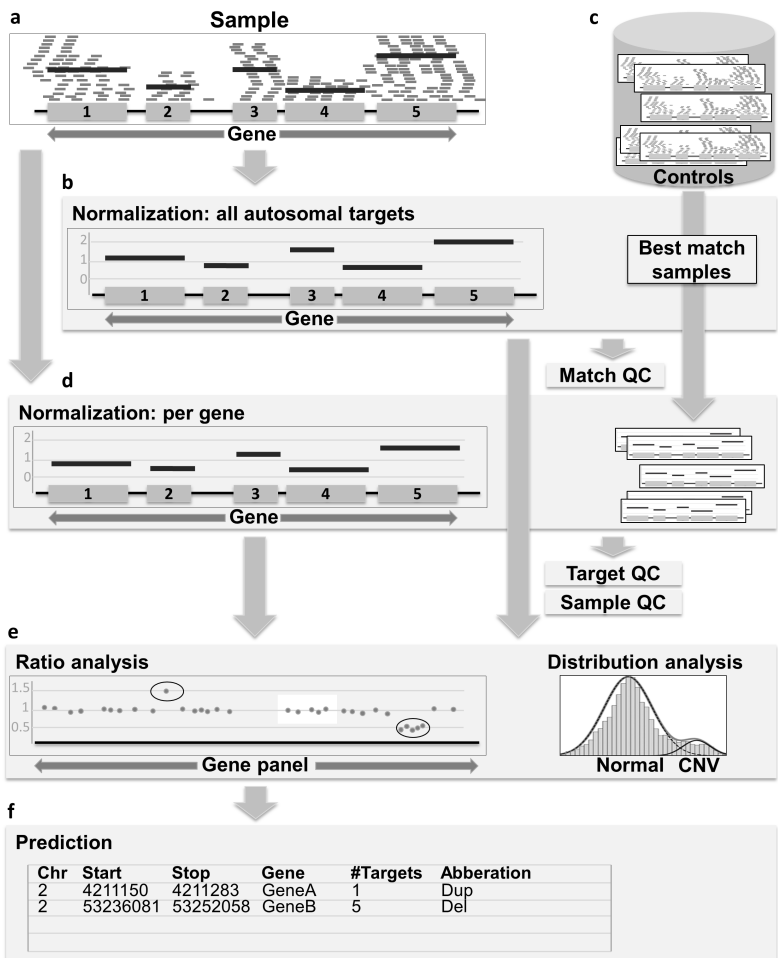 a
Sample
c
1 2 3 4 5
Gene
Controls
b
Normalization: all autosomal targets
2
1
0
1 2 3 4 5
Gene
Best match
samples
Match QC
d
Normalization: per gene
2
1
0
1 2 3 4 5
Gene
Target QC
Sample QC
e
Ratio analysis
1.5
1
0.5
Gene panel
Distribution analysis
Normal CNV
f
Prediction
Chr Start Stop Gene #Targets Abberation
2 4211150 4211283 GeneA 1 Dup
2 53236081 53252058 GeneB 5 Del